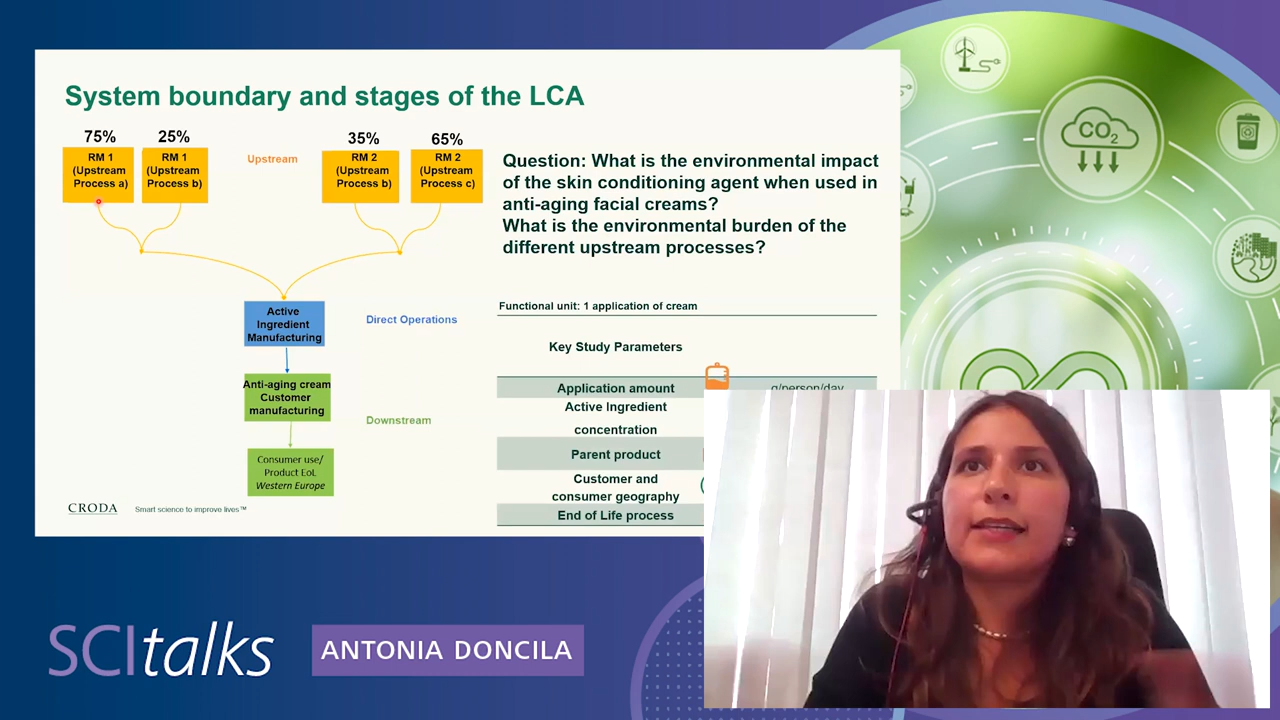 System boundary and stages of the LCA
75%
25%
35%
65%
RM 1
(Upstream
Process a)
RM 1
(Upstream
Process b)
Upstream
RM 2
(Upstream
Process b)
RM 2
(Upstream
Process c)
Question: What is the environmental impact
of the skin conditioning agent when used in
anti-aging facial creams?
What is the environmental burden of the
different upstream processes?
Active
Ingredient
Manufacturing
Direct Operations
Anti-aging cream
Customer
manufacturing
Downstream
Consumer use/
Product EoL
Western Europe
Functional unit: 1 application of cream
Key Study Parameters
Application amount
g/person/day
Active Ingredient
concentration
Parent product
Customer and
consumer geography
End of Life process
CRODA
Smart science to improve lives™
CO2
SCItalks
ANTONIA DONCILA